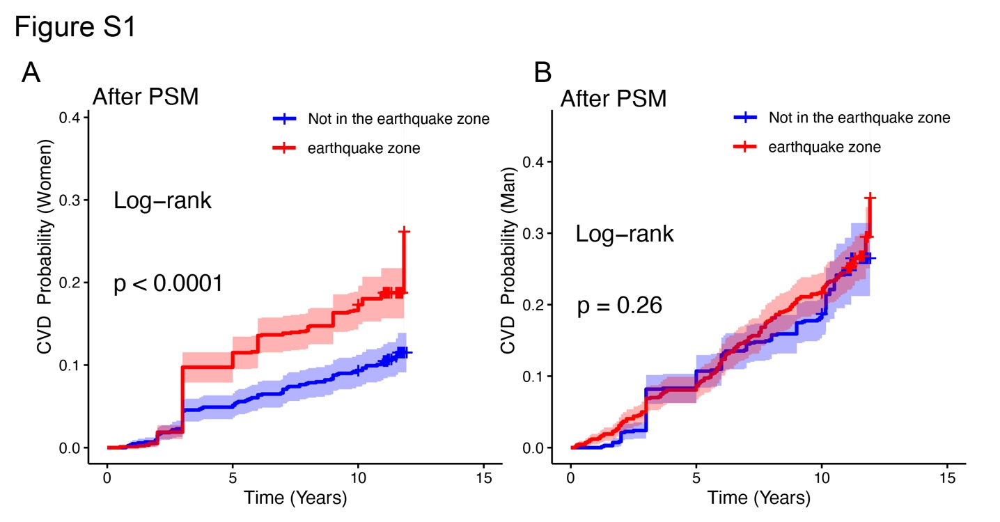 Figure S1
A
After PSM
Not in the earthquake zone
earthquake zone
Log−rank
p < 0.0001
CVD Probability (Women)
0.4
0.3
0.2
0.1
0.0
0 5 10 15
Time (Years)
B
After PSM
Not in the earthquake zone
earthquake zone
Log−rank
p = 0.26
CVD Probability (Man)
0.4
0.3
0.2
0.1
0.0
0 5 10 15
Time (Years)